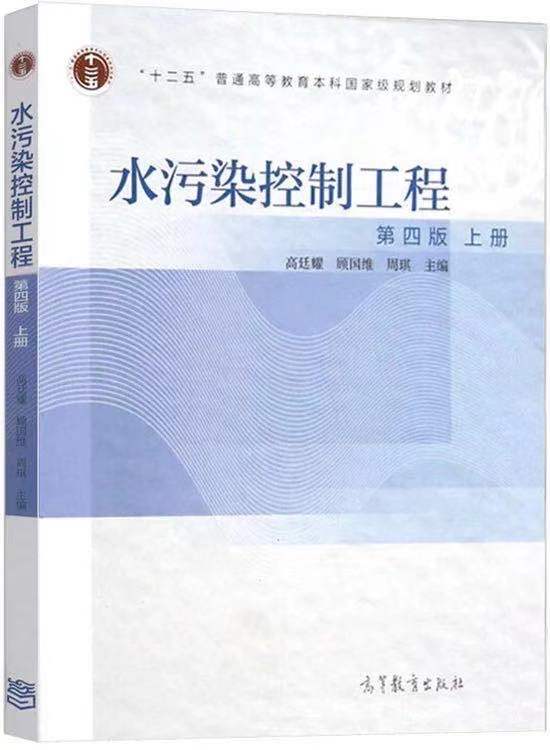 “十二五”普通高等教育本科国家级规划教材
水污染控制工程
第四版 上册
高廷耀 顾国维 周琪 主编
高等教育出版社
十二五
水污染控制工程
第四版 上册
高廷耀 顾国维 周琪 主编